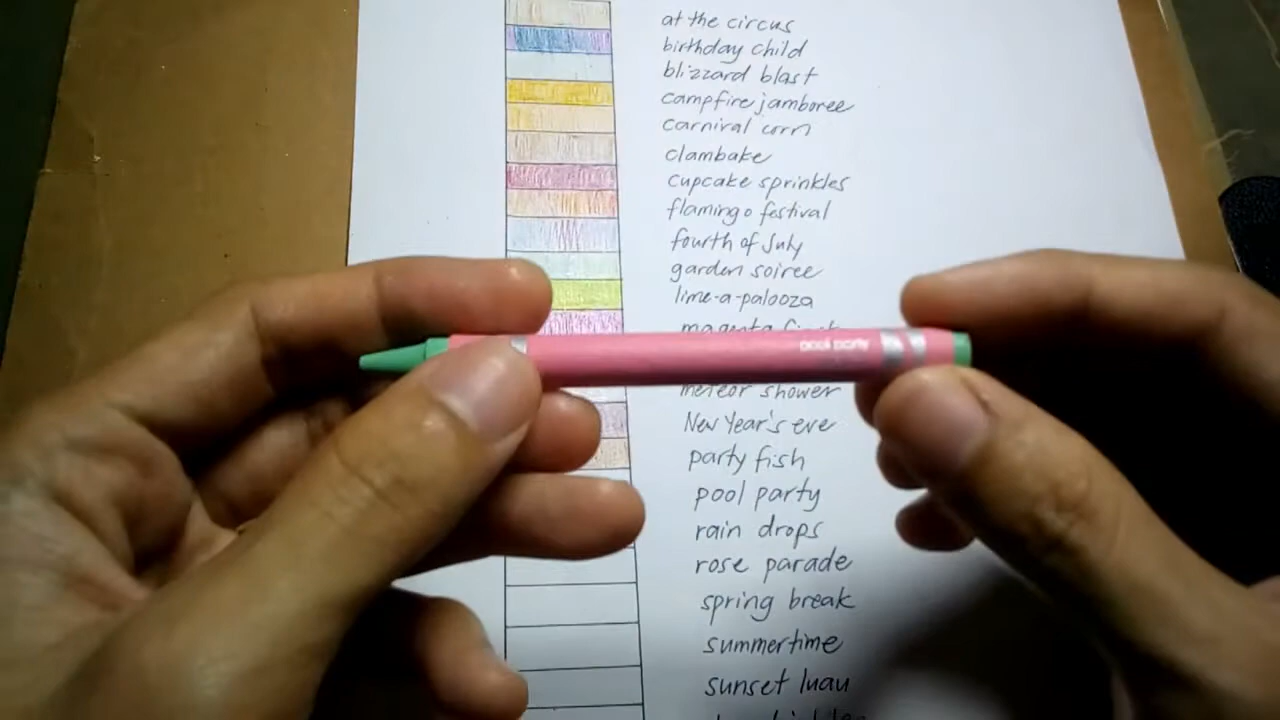 at the circus
birthday child
blizzard blast
campfire jamboree
carnival corn
clambake
cupcake sprinkles
flamingo festival
fourth of July
garden soiree
lime-a-palooza
magenta
pool party
meteor shower
New Year's eve
party fish
pool party
rain drops
rose parade
spring break
summertime
sunset luau